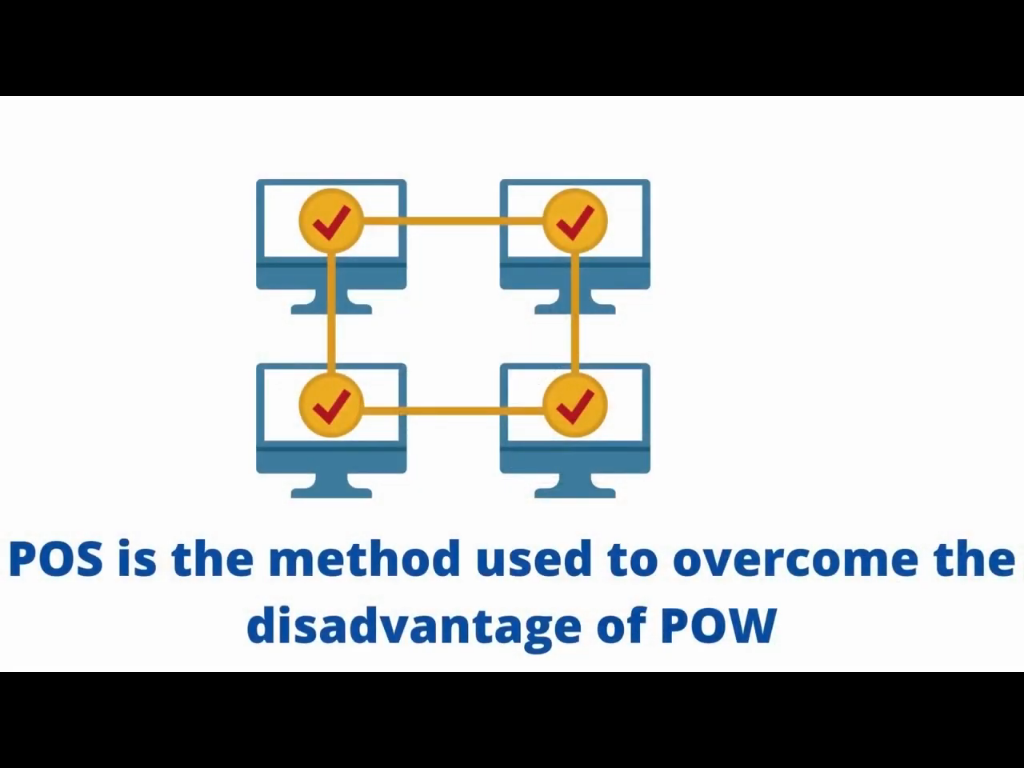 POS is the method used to overcome the
disadvantage of POW